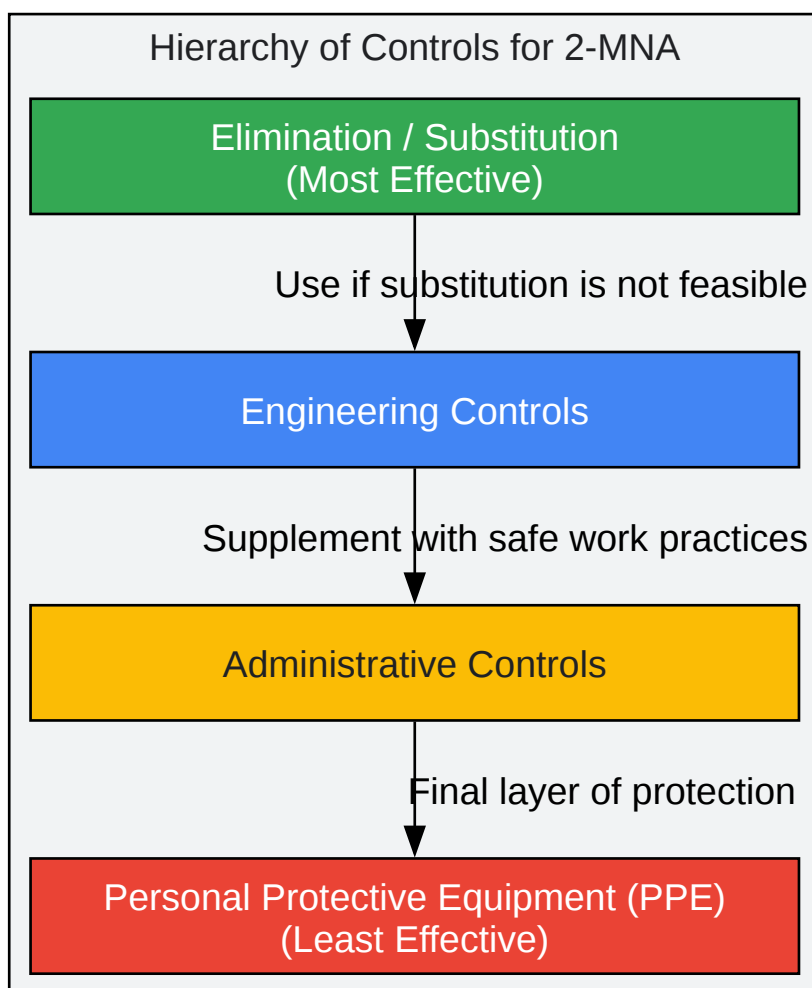 Hierarchy of Controls for 2-MNA
Elimination / Substitution
(Most Effective)
Use if substitution is not feasible
Engineering Controls
Supplement with safe work practices
Administrative Controls
Final layer of protection
Personal Protective Equipment (PPE)
(Least Effective)